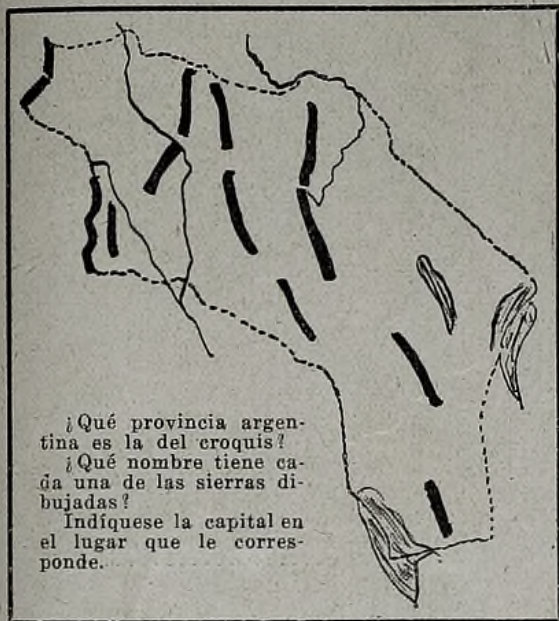 ¿Qué provincia argen-
tina es la del croquis?
¿Qué nombre tiene ca-
da una de las sierras di-
bujadas?
Indíquese la capital en
el lugar que le corres-
ponde.